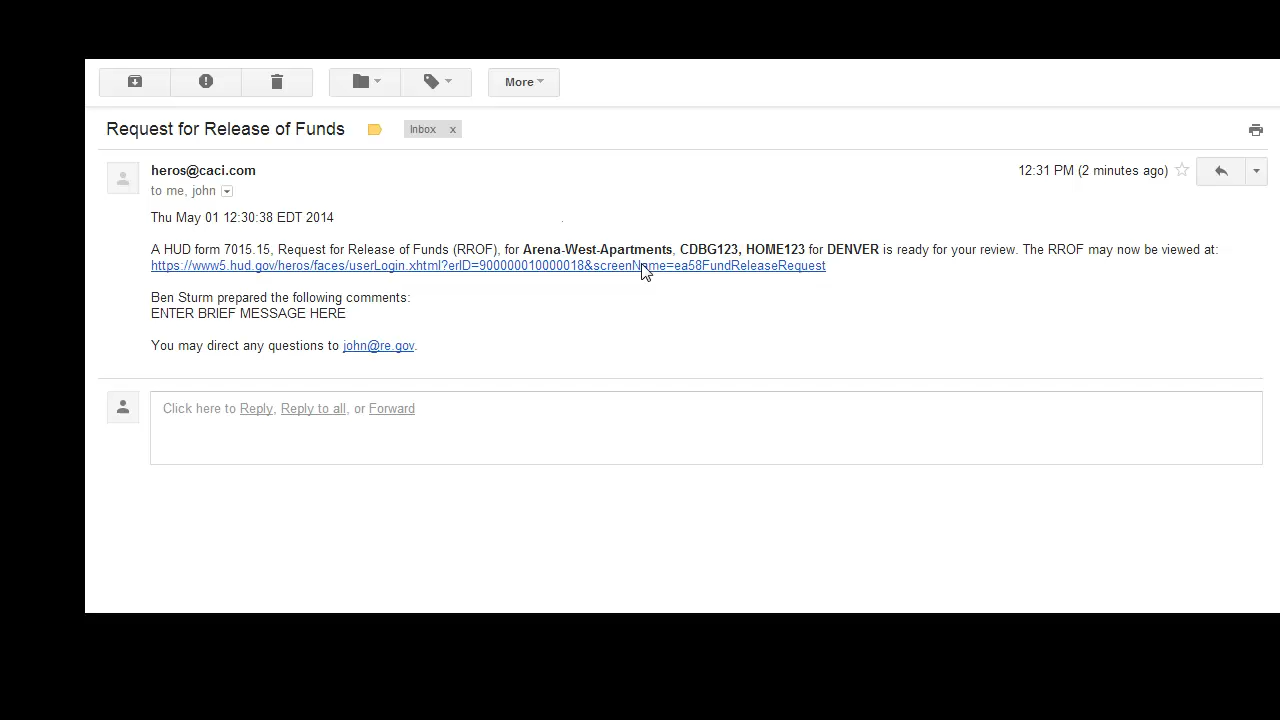 More
Request for Release of Funds
Inbox x
heros@caci.com
12:31 PM (2 minutes ago)
to me, john
Thu May 01 12:30:38 EDT 2014
A HUD form 7015.15, Request for Release of Funds (RROF), for Arena-West-Apartments, CDBG123, HOME123 for DENVER is ready for your review. The RROF may now be viewed at:
https://www5.hud.gov/heros/faces/userLogin.xhtml?erID=900000010000018&screenName=ea58FundReleaseRequest
Ben Sturm prepared the following comments:
ENTER BRIEF MESSAGE HERE
You may direct any questions to john@re.gov.
Click here to Reply, Reply to all, or Forward